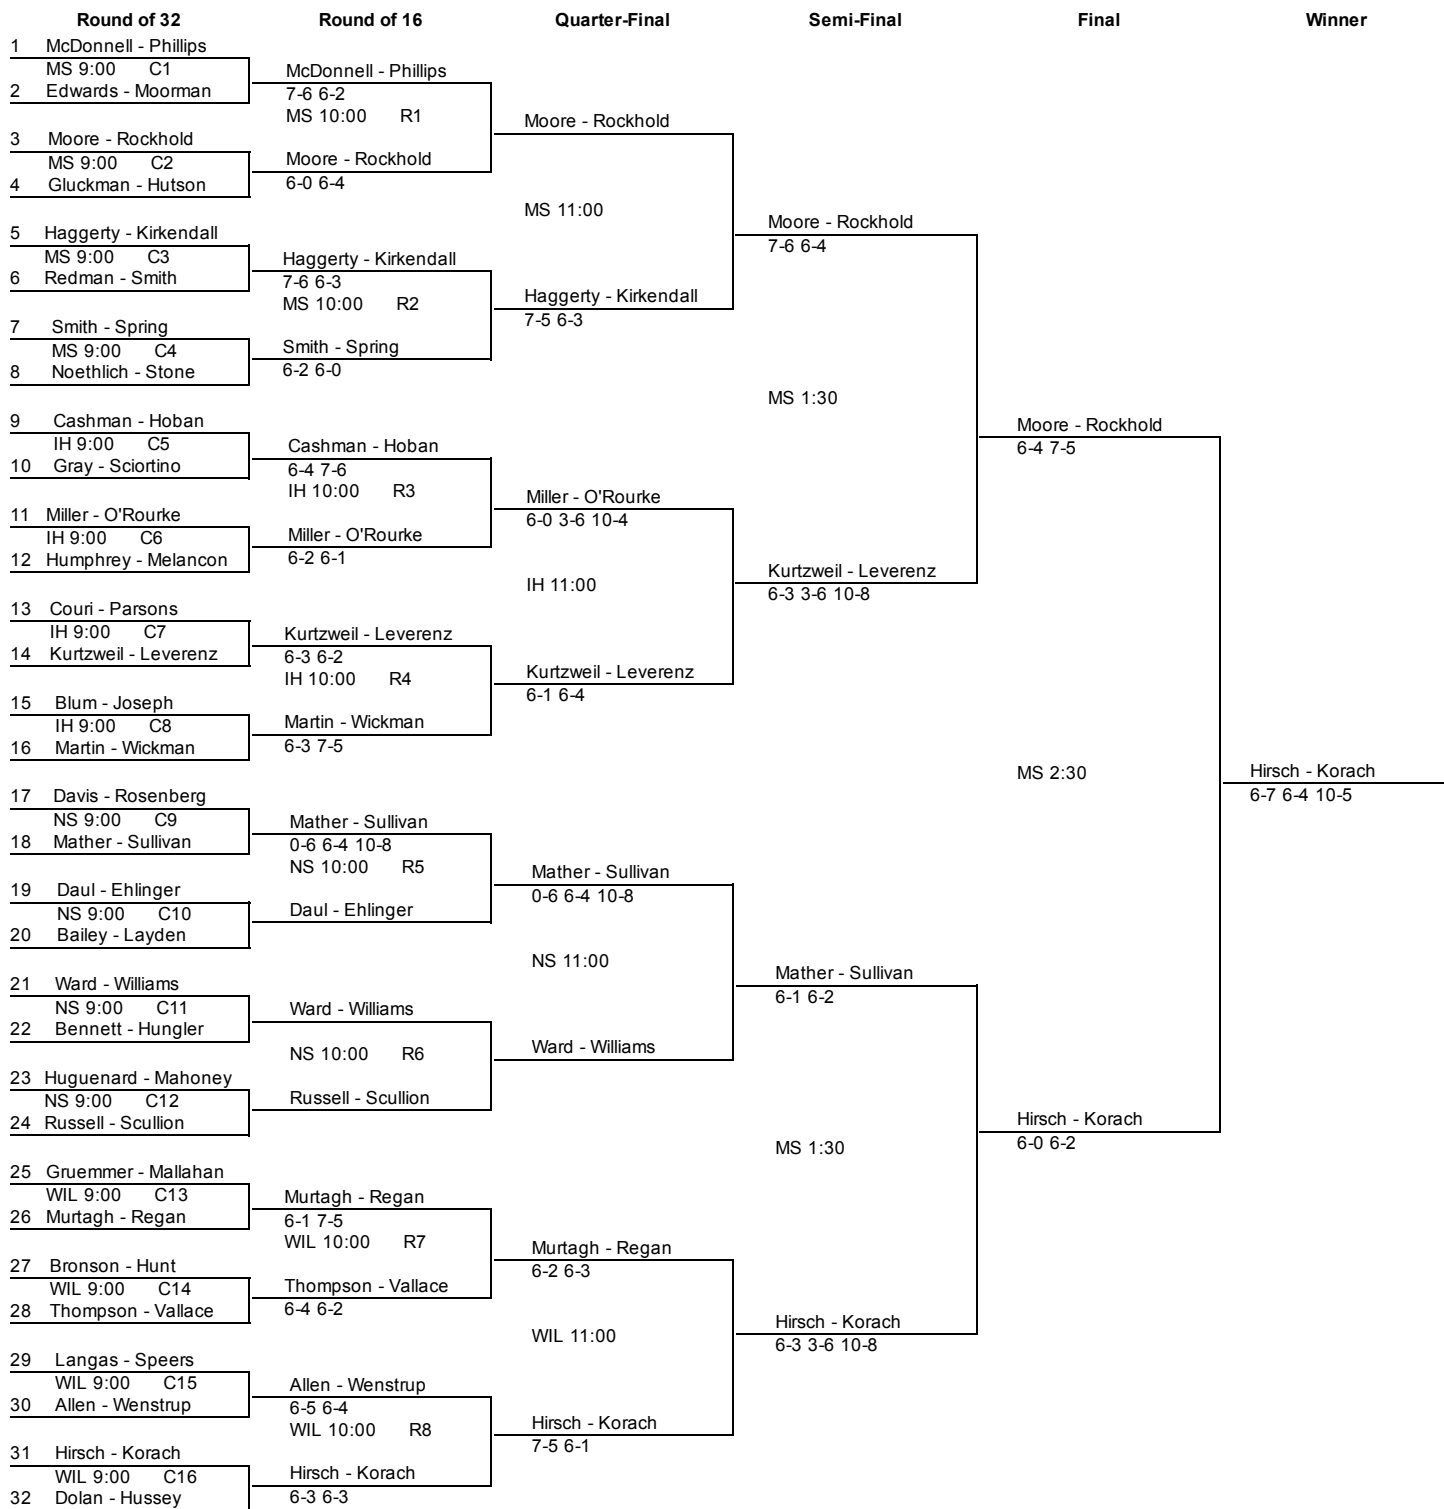 Round of 32 Round of 16 Quarter-Final Semi-Final Final Winner
1 McDonnell - Phillips
MS 9:00 C1
2 Edwards - Moorman
3 Moore - Rockhold
MS 9:00 C2
4 Gluckman - Hutson
5 Haggerty - Kirkendall
MS 9:00 C3
6 Redman - Smith
7 Smith - Spring
MS 9:00 C4
8 Noethlich - Stone
9 Cashman - Hoban
IH 9:00 C5
10 Gray - Sciortino
11 Miller - O'Rourke
IH 9:00 C6
12 Humphrey - Melancon
13 Couri - Parsons
IH 9:00 C7
14 Kurtzweil - Leverenz
15 Blum - Joseph
IH 9:00 C8
16 Martin - Wickman
17 Davis - Rosenberg
NS 9:00 C9
18 Mather - Sullivan
19 Daul - Ehlinger
NS 9:00 C10
20 Bailey - Layden
21 Ward - Williams
NS 9:00 C11
22 Bennett - Hungler
23 Huguenard - Mahoney
NS 9:00 C12
24 Russell - Scullion
25 Gruemmer - Mallahan
WIL 9:00 C13
26 Murtagh - Regan
27 Bronson - Hunt
WIL 9:00 C14
28 Thompson - Vallace
29 Langas - Speers
WIL 9:00 C15
30 Allen - Wenstrup
31 Hirsch - Korach
WIL 9:00 C16
32 Dolan - Hussey
McDonnell - Phillips
7-6 6-2
MS 10:00 R1
Moore - Rockhold
6-0 6-4
Haggerty - Kirkendall
7-6 6-3
MS 10:00 R2
Smith - Spring
6-2 6-0
Cashman - Hoban
6-4 7-6
IH 10:00 R3
Miller - O'Rourke
6-2 6-1
Kurtzweil - Leverenz
6-3 6-2
IH 10:00 R4
Martin - Wickman
6-3 7-5
Mather - Sullivan
0-6 6-4 10-8
NS 10:00 R5
Daul - Ehlinger
Ward - Williams
NS 10:00 R6
Russell - Scullion
Murtagh - Regan
6-1 7-5
WIL 10:00 R7
Thompson - Vallace
6-4 6-2
Allen - Wenstrup
6-5 6-4
WIL 10:00 R8
Hirsch - Korach
6-3 6-3
Moore - Rockhold
MS 11:00
Haggerty - Kirkendall
7-5 6-3
Miller - O'Rourke
6-0 3-6 10-4
IH 11:00
Kurtzweil - Leverenz
6-1 6-4
Mather - Sullivan
0-6 6-4 10-8
NS 11:00
Ward - Williams
Murtagh - Regan
6-2 6-3
WIL 11:00
Hirsch - Korach
7-5 6-1
Moore - Rockhold
7-6 6-4
MS 1:30
Kurtzweil - Leverenz
6-3 3-6 10-8
Mather - Sullivan
6-1 6-2
MS 1:30
Hirsch - Korach
6-3 3-6 10-8
Moore - Rockhold
6-4 7-5
MS 2:30
Hirsch - Korach
6-0 6-2
Hirsch - Korach
6-7 6-4 10-5